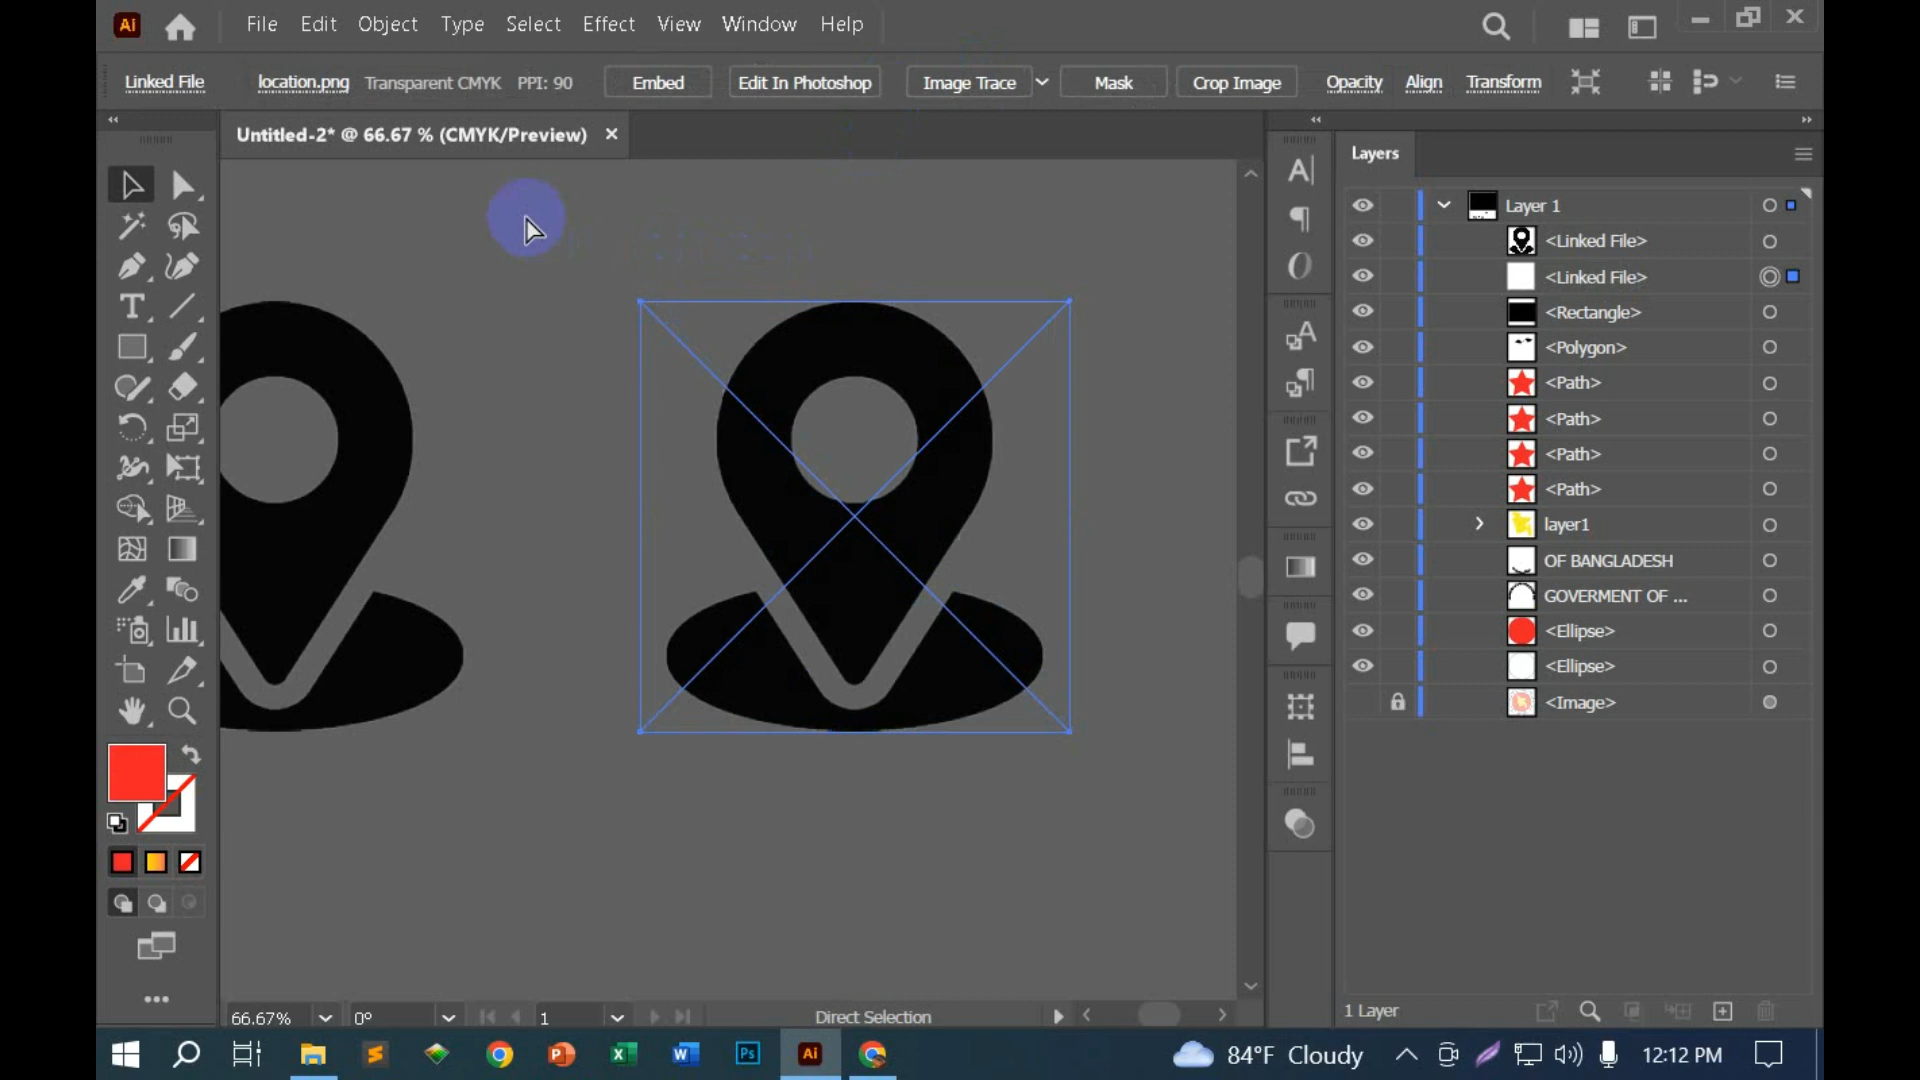 Ai File Edit Object Type Select Effect View Window Help
Linked File location.png Transparent CMYK PPI: 90 Embed Edit In Photoshop Image Trace Mask Crop Image Opacity Align Transform
Untitled-2* @ 66.67 % (CMYK/Preview)
Layers
Layer 1
<Linked File>
<Linked File>
<Rectangle>
<Polygon>
<Path>
<Path>
<Path>
<Path>
layer1
OF BANGLADESH
GOVERMENT OF ...
<Ellipse>
<Ellipse>
<Image>
66.67% 0° 1 Direct Selection 1 Layer
Ps Ai 84°F Cloudy 12:12 PM